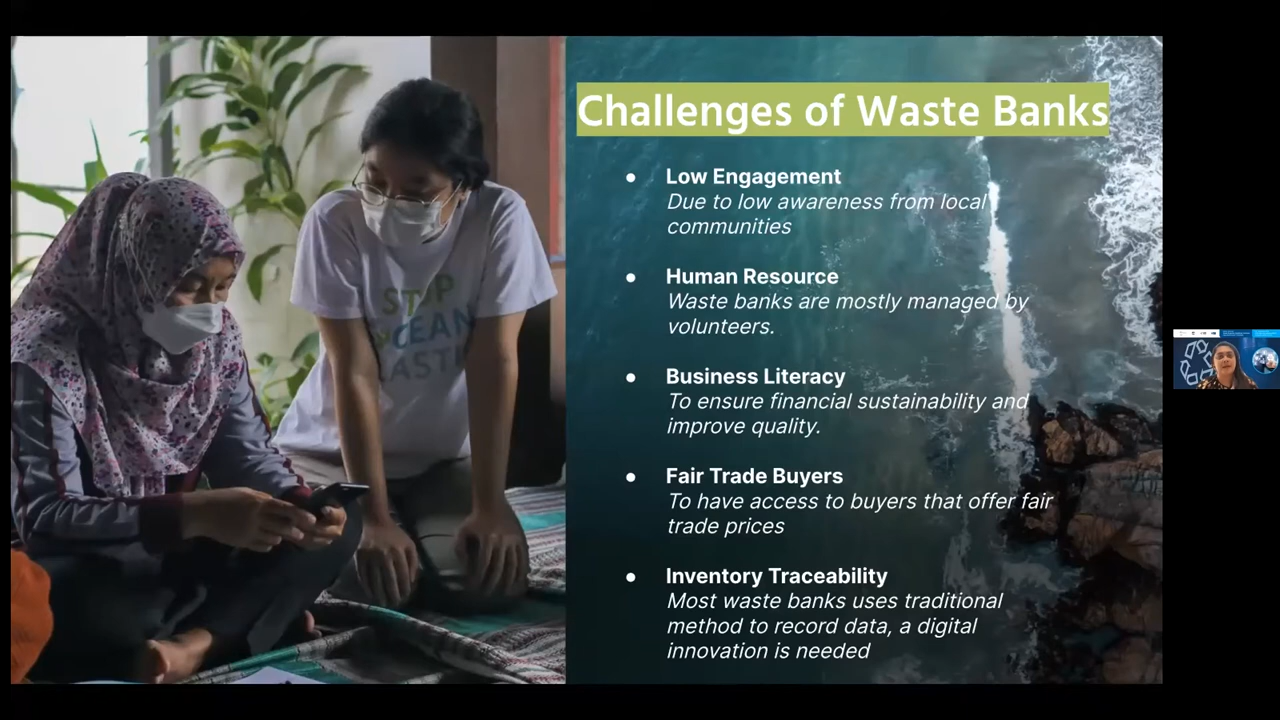 Challenges of Waste Banks
● Low Engagement
Due to low awareness from local
communities
● Human Resource
Waste banks are mostly managed by
volunteers.
● Business Literacy
To ensure financial sustainability and
improve quality.
● Fair Trade Buyers
To have access to buyers that offer fair
trade prices
● Inventory Traceability
Most waste banks uses traditional
method to record data, a digital
innovation is needed
STOP
OCEAN